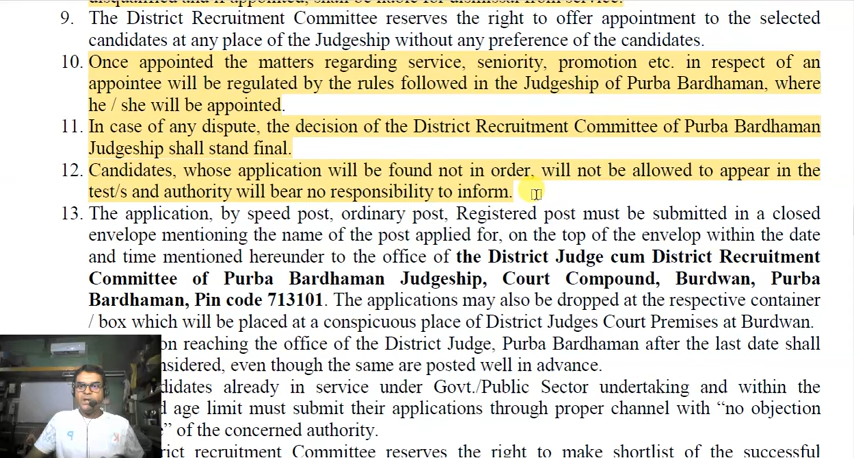 disqualified and if appointed, shall be liable for dismissal from service.
9. The District Recruitment Committee reserves the right to offer appointment to the selected
candidates at any place of the Judgeship without any preference of the candidates.
10. Once appointed the matters regarding service, seniority, promotion etc. in respect of an
appointee will be regulated by the rules followed in the Judgeship of Purba Bardhaman, where
he / she will be appointed.
11. In case of any dispute, the decision of the District Recruitment Committee of Purba Bardhaman
Judgeship shall stand final.
12. Candidates, whose application will be found not in order, will not be allowed to appear in the
test/s and authority will bear no responsibility to inform.
13. The application, by speed post, ordinary post, Registered post must be submitted in a closed
envelope mentioning the name of the post applied for, on the top of the envelop within the date
and time mentioned hereunder to the office of the District Judge cum District Recruitment
Committee of Purba Bardhaman Judgeship, Court Compound, Burdwan, Purba
Bardhaman, Pin code 713101. The applications may also be dropped at the respective container
/ box which will be placed at a conspicuous place of District Judges Court Premises at Burdwan.
on reaching the office of the District Judge, Purba Bardhaman after the last date shall
nsidered, even though the same are posted well in advance.
didates already in service under Govt./Public Sector undertaking and within the
d age limit must submit their applications through proper channel with “no objection
” of the concerned authority.
rict recruitment Committee reserves the right to make shortlist of the successful